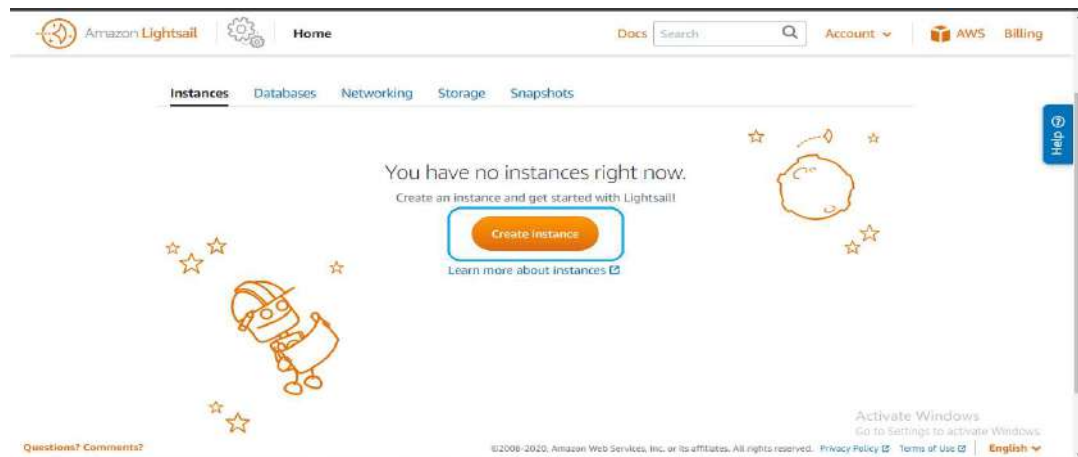 Amazon Lightsail Home Docs Search Account AWS Billing
Instances Databases Networking Storage Snapshots
Help ?
You have no instances right now.
Create an instance and get started with Lightsail!
Create instance
Learn more about instances
Activate Windows
Go to Settings to activate Windows.
Questions? Comments? ©2008-2020, Amazon Web Services, Inc. or its affiliates. All rights reserved. Privacy Policy Terms of Use English